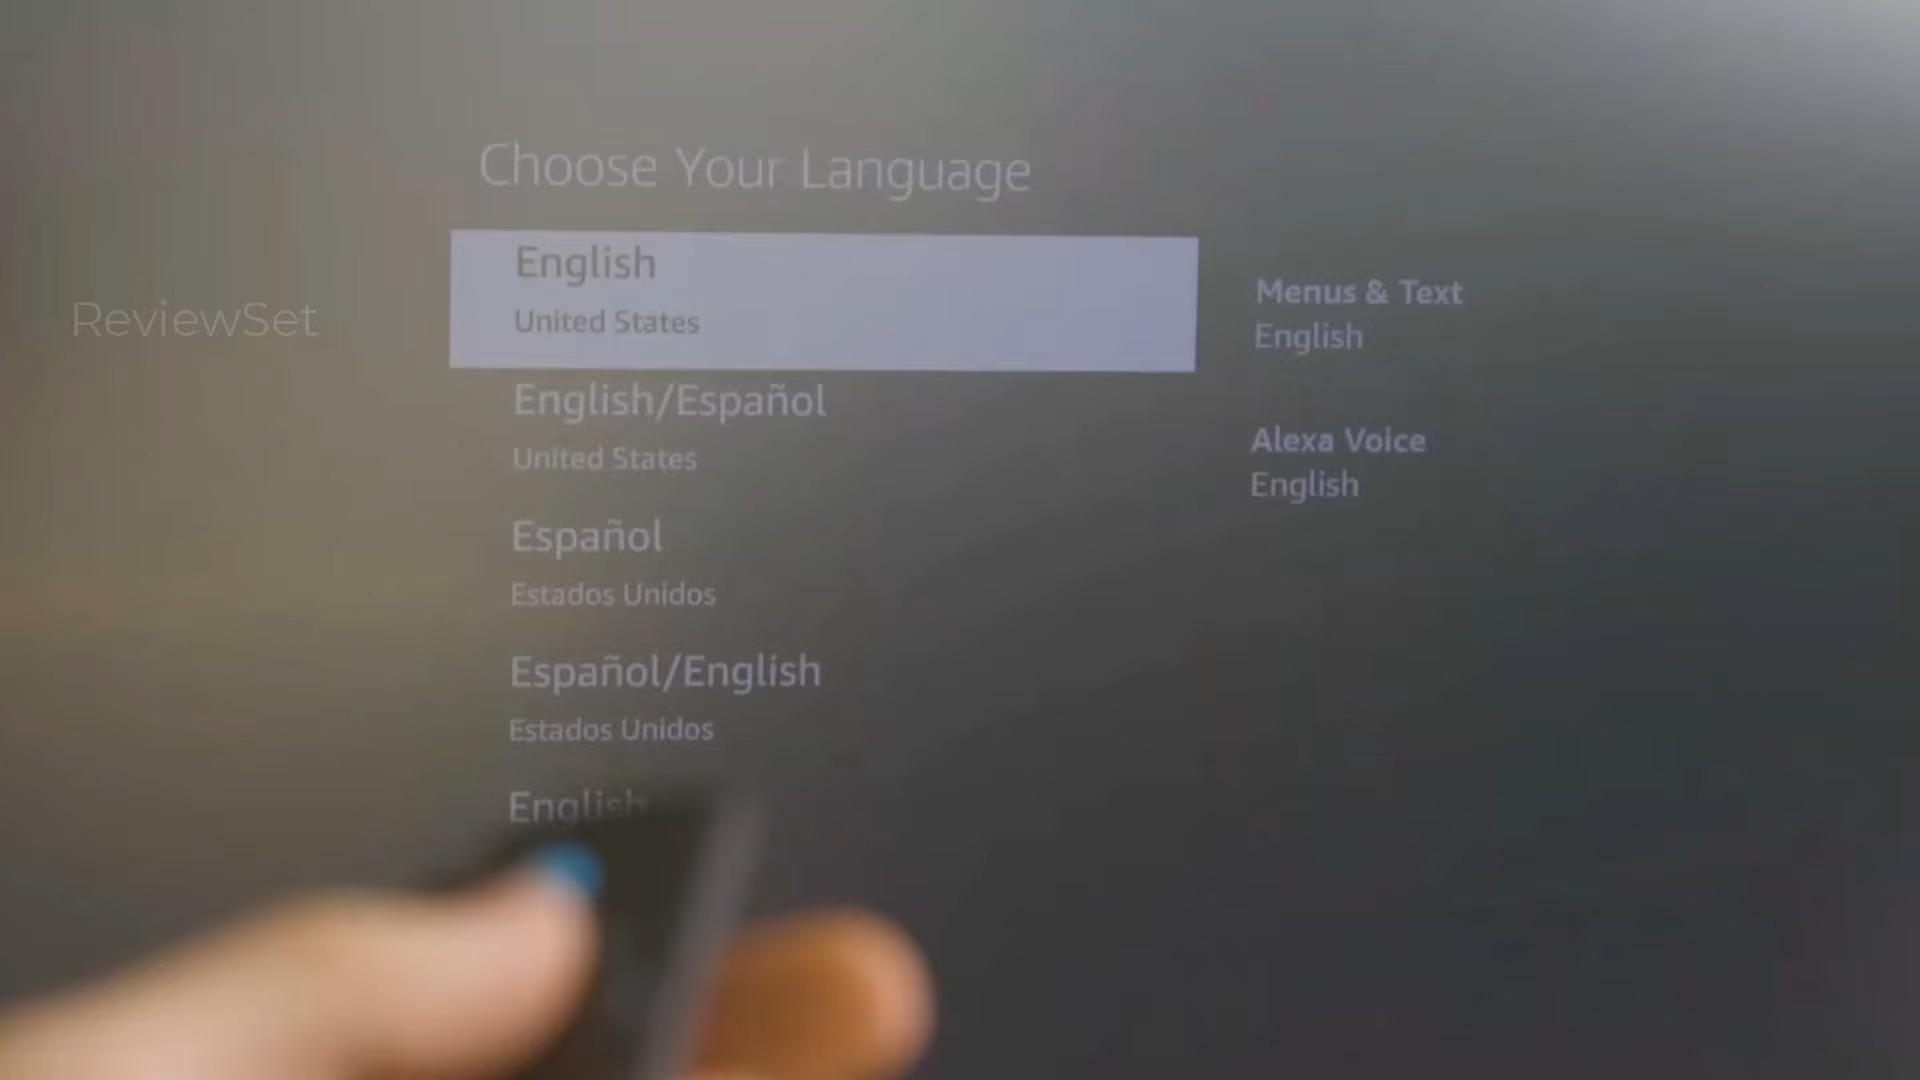 Choose Your Language
English
United States
English/Español
United States
Español
Estados Unidos
Español/English
Estados Unidos
English
Menus & Text
English
Alexa Voice
English
ReviewSet